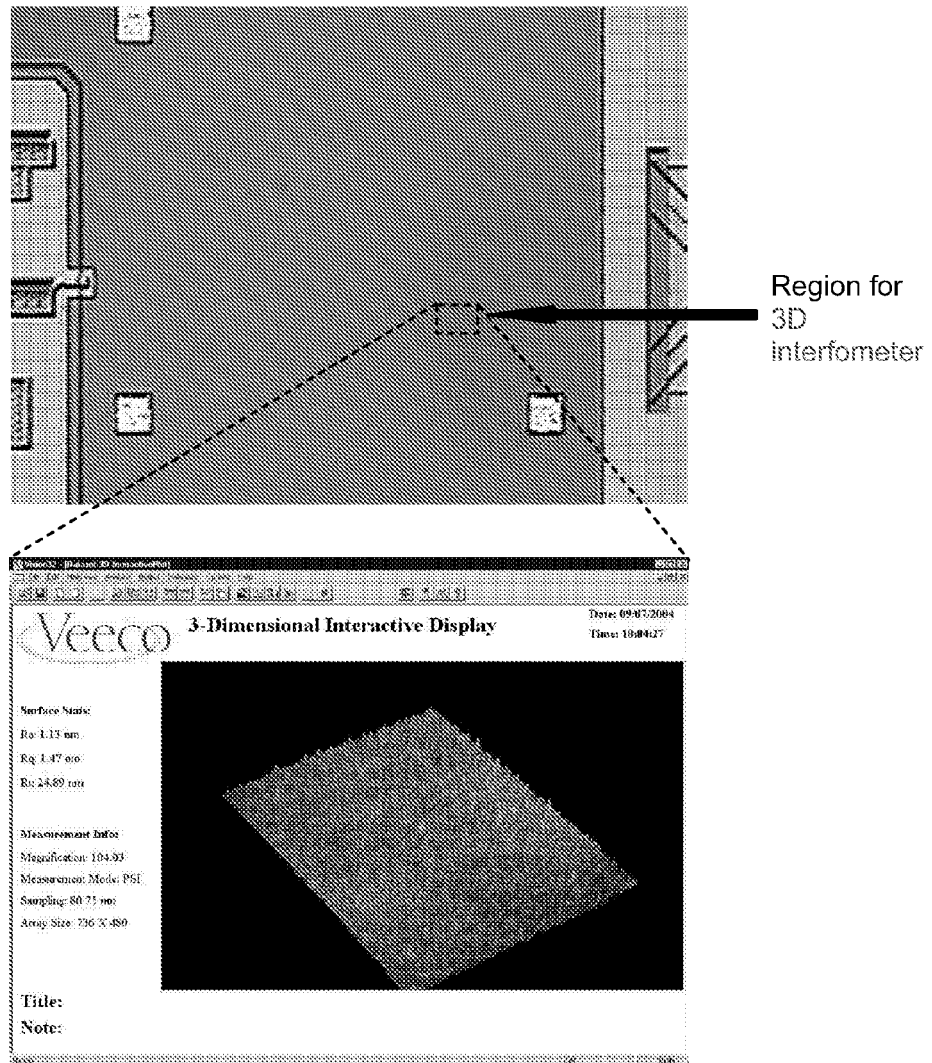 Region for
3D
interfometer
Veeco
3-Dimensional Interactive Display
Date: 09/07/2004
Time: 18:04:27
Surface Stats:
Ra: 1.13 nm
Rq: 1.47 nm
Rt: 24.89 nm
Measurement Info:
Magnification: 104.03
Measurement Mode: PSI
Sampling: 80.75 nm
Array Size: 736 X 480
Title:
Note: